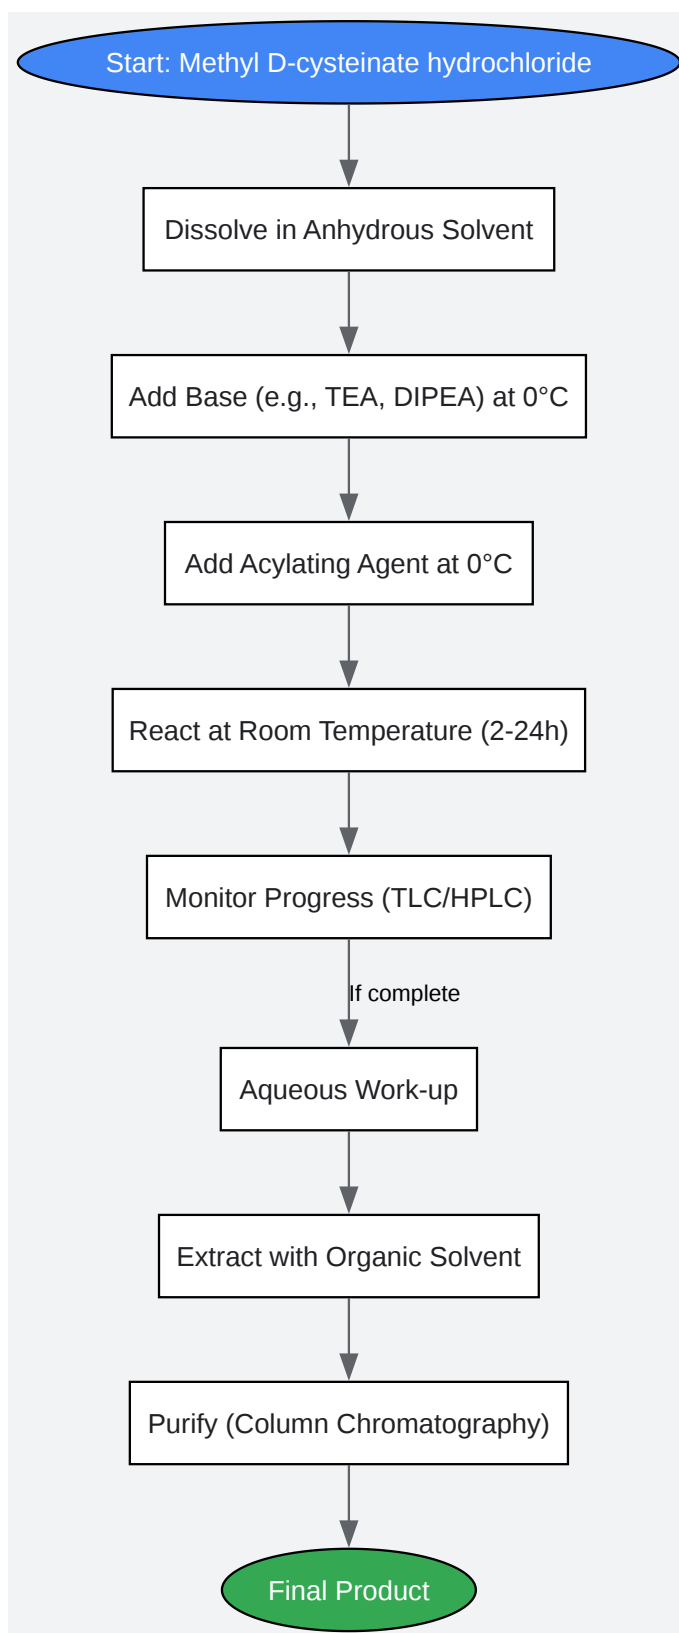 Start: Methyl D-cysteinate hydrochloride
Dissolve in Anhydrous Solvent
Add Base (e.g., TEA, DIPEA) at 0°C
Add Acylating Agent at 0°C
React at Room Temperature (2-24h)
Monitor Progress (TLC/HPLC)
If complete
Aqueous Work-up
Extract with Organic Solvent
Purify (Column Chromatography)
Final Product